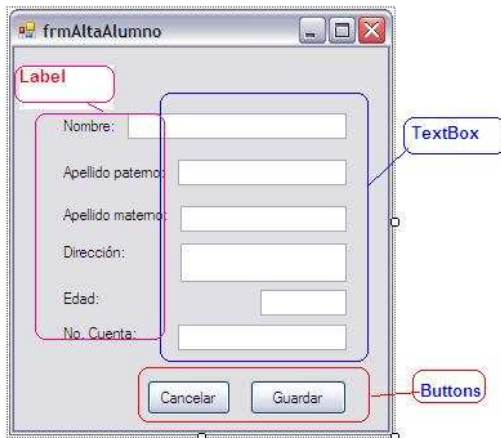 frmAltaAlumno
Label
Nombre:
TextBox
Apellido paterno:
Apellido materno:
Dirección:
Edad:
No. Cuenta:
Cancelar
Guardar
Buttons